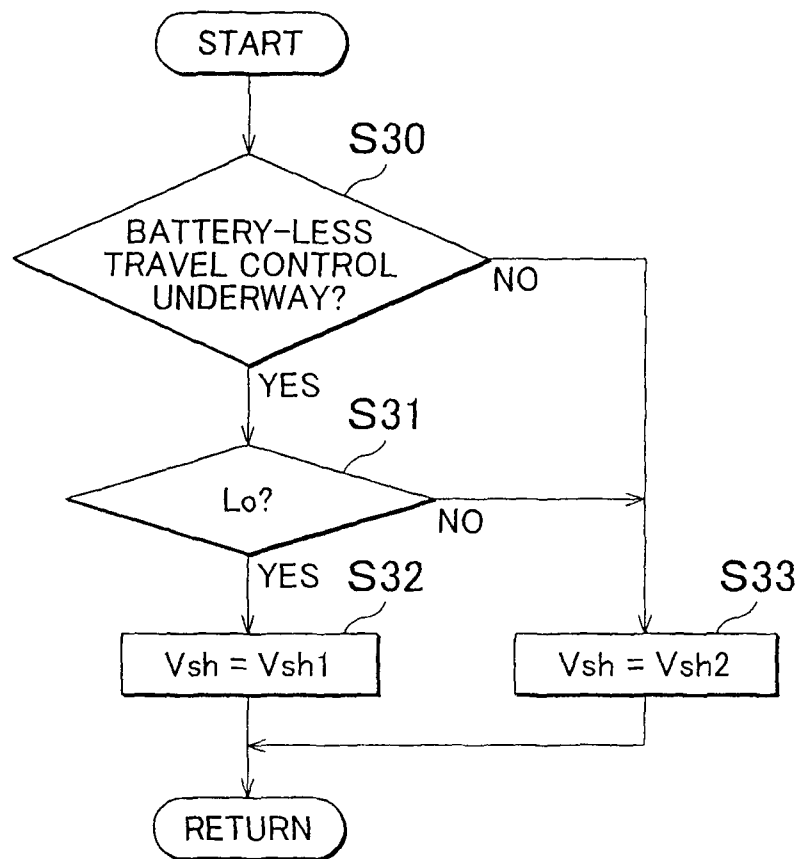 START
S30
BATTERY-LESS
TRAVEL CONTROL
UNDERWAY?
NO
YES
S31
Lo?
NO
YES
S32
S33
Vsh = Vsh1
Vsh = Vsh2
RETURN